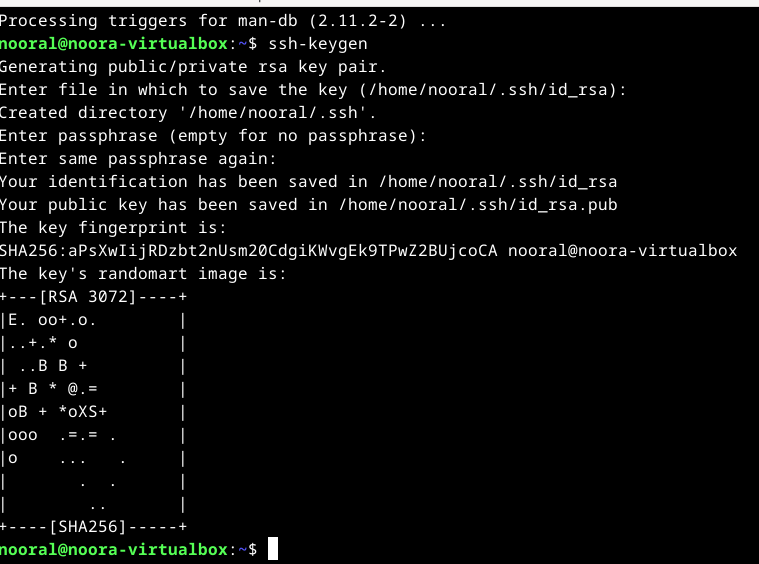 Processing triggers for man-db (2.11.2-2) ...
nooral@noora-virtualbox:~$ ssh-keygen
Generating public/private rsa key pair.
Enter file in which to save the key (/home/nooral/.ssh/id_rsa):
Created directory '/home/nooral/.ssh'.
Enter passphrase (empty for no passphrase):
Enter same passphrase again:
Your identification has been saved in /home/nooral/.ssh/id_rsa
Your public key has been saved in /home/nooral/.ssh/id_rsa.pub
The key fingerprint is:
SHA256:aPsXwIijRDzbt2nUsm20CdgiKWvgEk9TPwZ2BUjcoCA nooral@noora-virtualbox
The key's randomart image is:
+---[RSA 3072]----+
|E. oo+.o.        |
|..+.* o          |
| ..B B +         |
|+ B * @.=        |
|oB + *oXS+       |
|ooo  .=.= .      |
|o    ...   .     |
|       .  .      |
|        ..       |
+----[SHA256]-----+
nooral@noora-virtualbox:~$